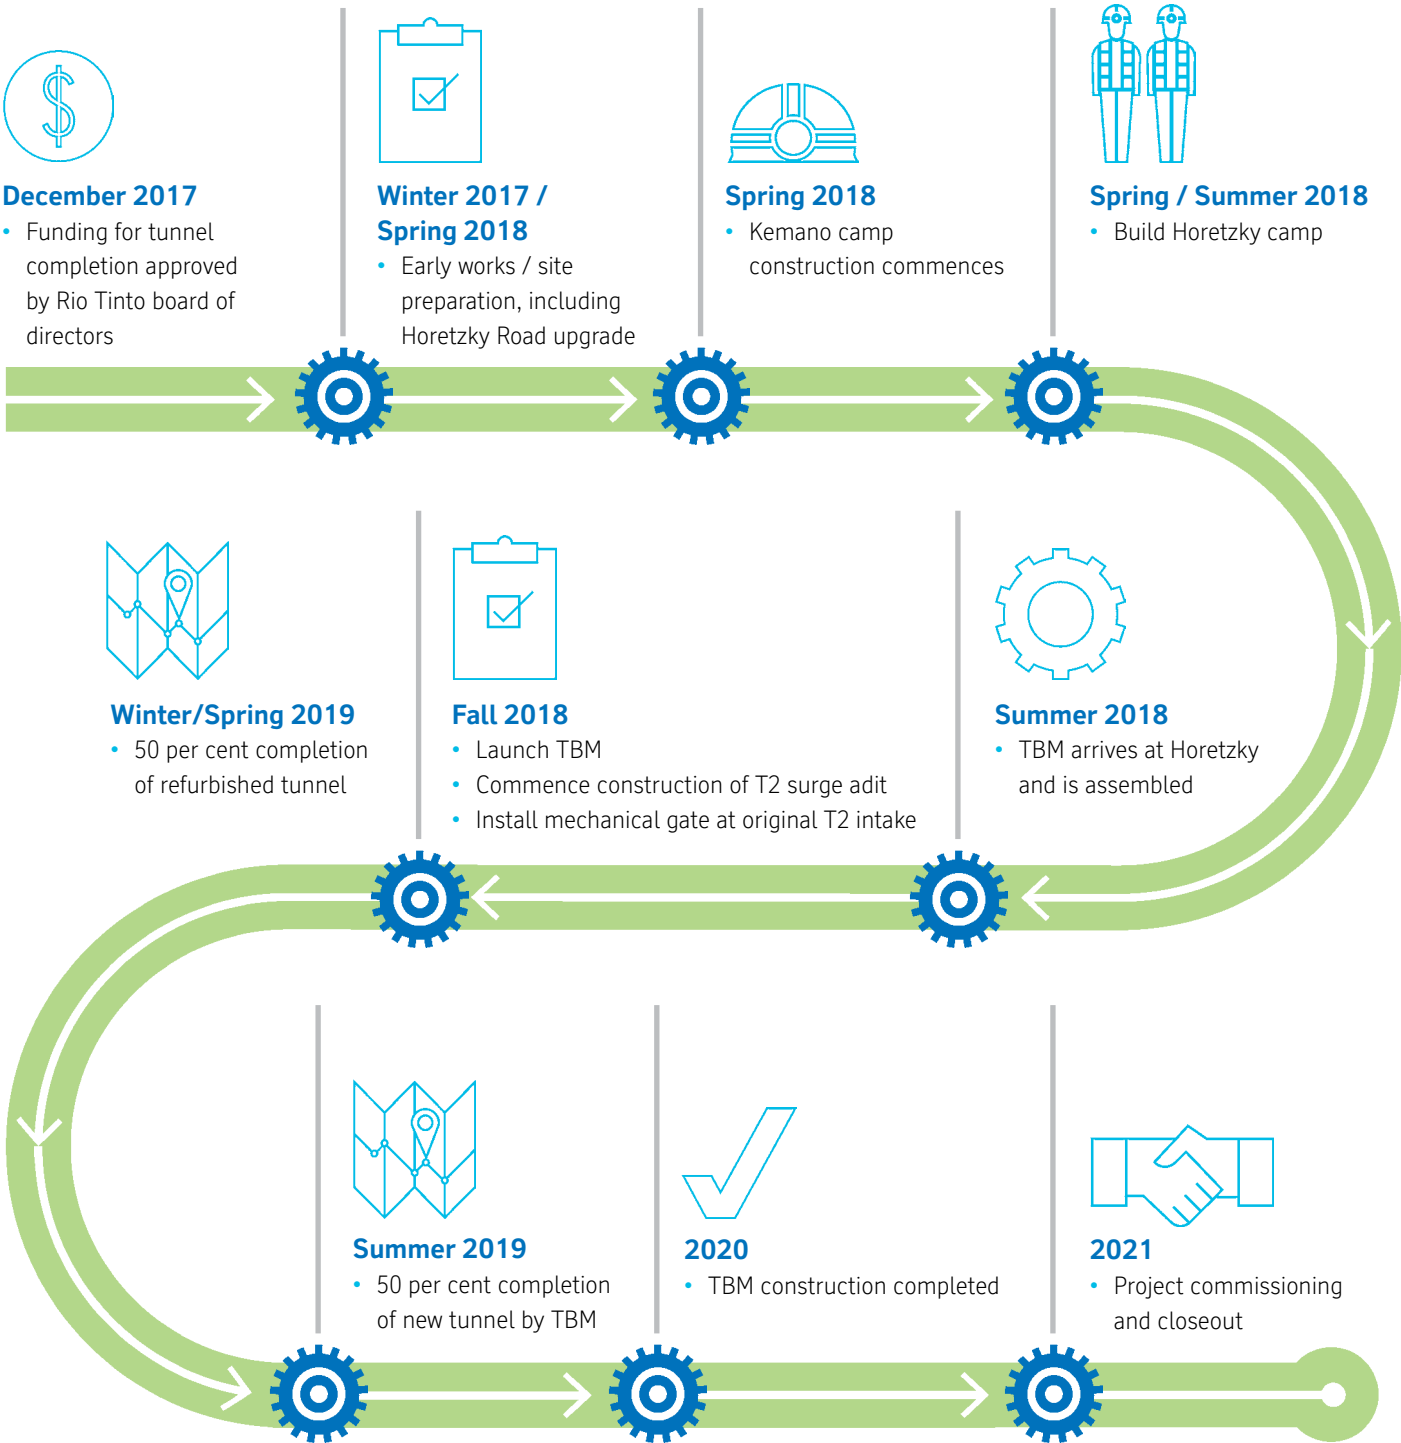 December 2017
• Funding for tunnel
completion approved
by Rio Tinto board of
directors
Winter 2017 /
Spring 2018
• Early works / site
preparation, including
Horetzky Road upgrade
Spring 2018
• Kemano camp
construction commences
Spring / Summer 2018
• Build Horetzky camp
Summer 2018
• TBM arrives at Horetzky
and is assembled
Fall 2018
• Launch TBM
• Commence construction of T2 surge adit
• Install mechanical gate at original T2 intake
Winter/Spring 2019
• 50 per cent completion
of refurbished tunnel
Summer 2019
• 50 per cent completion
of new tunnel by TBM
2020
• TBM construction completed
2021
• Project commissioning
and closeout